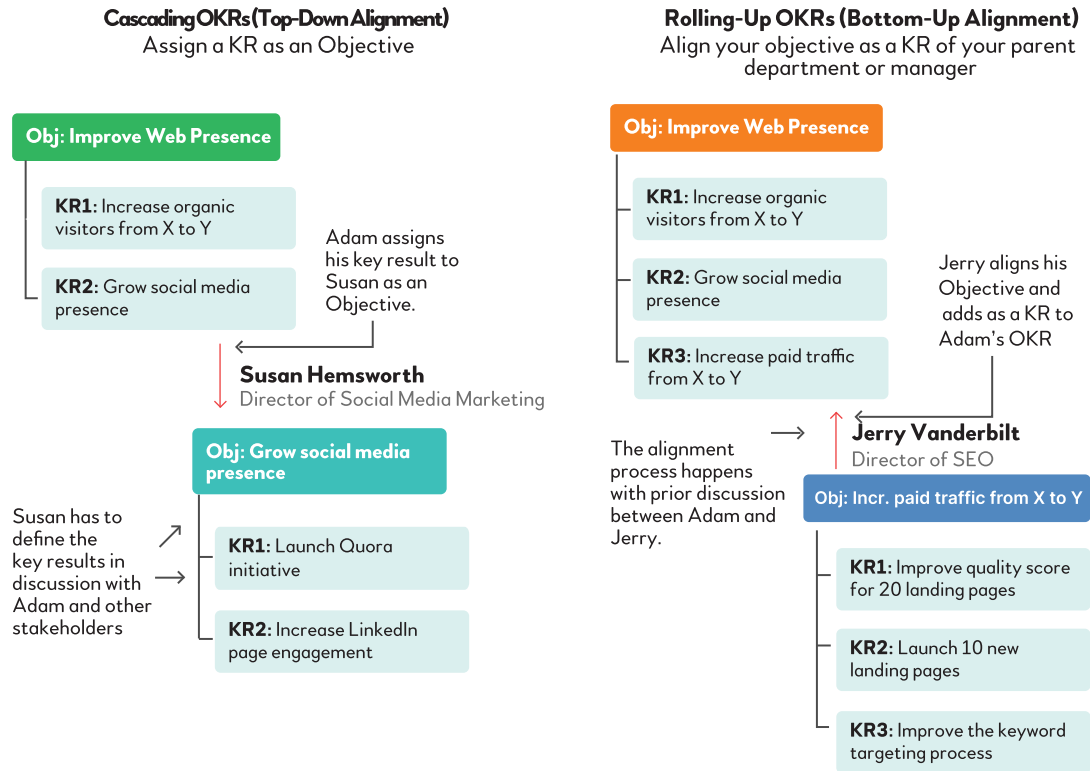 Cascading OKRs (Top-Down Alignment)
Assign a KR as an Objective
Obj: Improve Web Presence
KR1: Increase organic
visitors from X to Y
KR2: Grow social media
presence
Adam assigns
his key result to
Susan as an
Objective.
Susan Hemsworth
Director of Social Media Marketing
Obj: Grow social media
presence
Susan has to
define the
key results in
discussion with
Adam and other
stakeholders
KR1: Launch Quora
initiative
KR2: Increase LinkedIn
page engagement
Rolling-Up OKRs (Bottom-Up Alignment)
Align your objective as a KR of your parent
department or manager
Obj: Improve Web Presence
KR1: Increase organic
visitors from X to Y
KR2: Grow social media
presence
KR3: Increase paid traffic
from X to Y
Jerry aligns his
Objective and
adds as a KR to
Adam's OKR
The alignment
process happens
with prior discussion
between Adam and
Jerry.
Jerry Vanderbilt
Director of SEO
Obj: Incr. paid traffic from X to Y
KR1: Improve quality score
for 20 landing pages
KR2: Launch 10 new
landing pages
KR3: Improve the keyword
targeting process